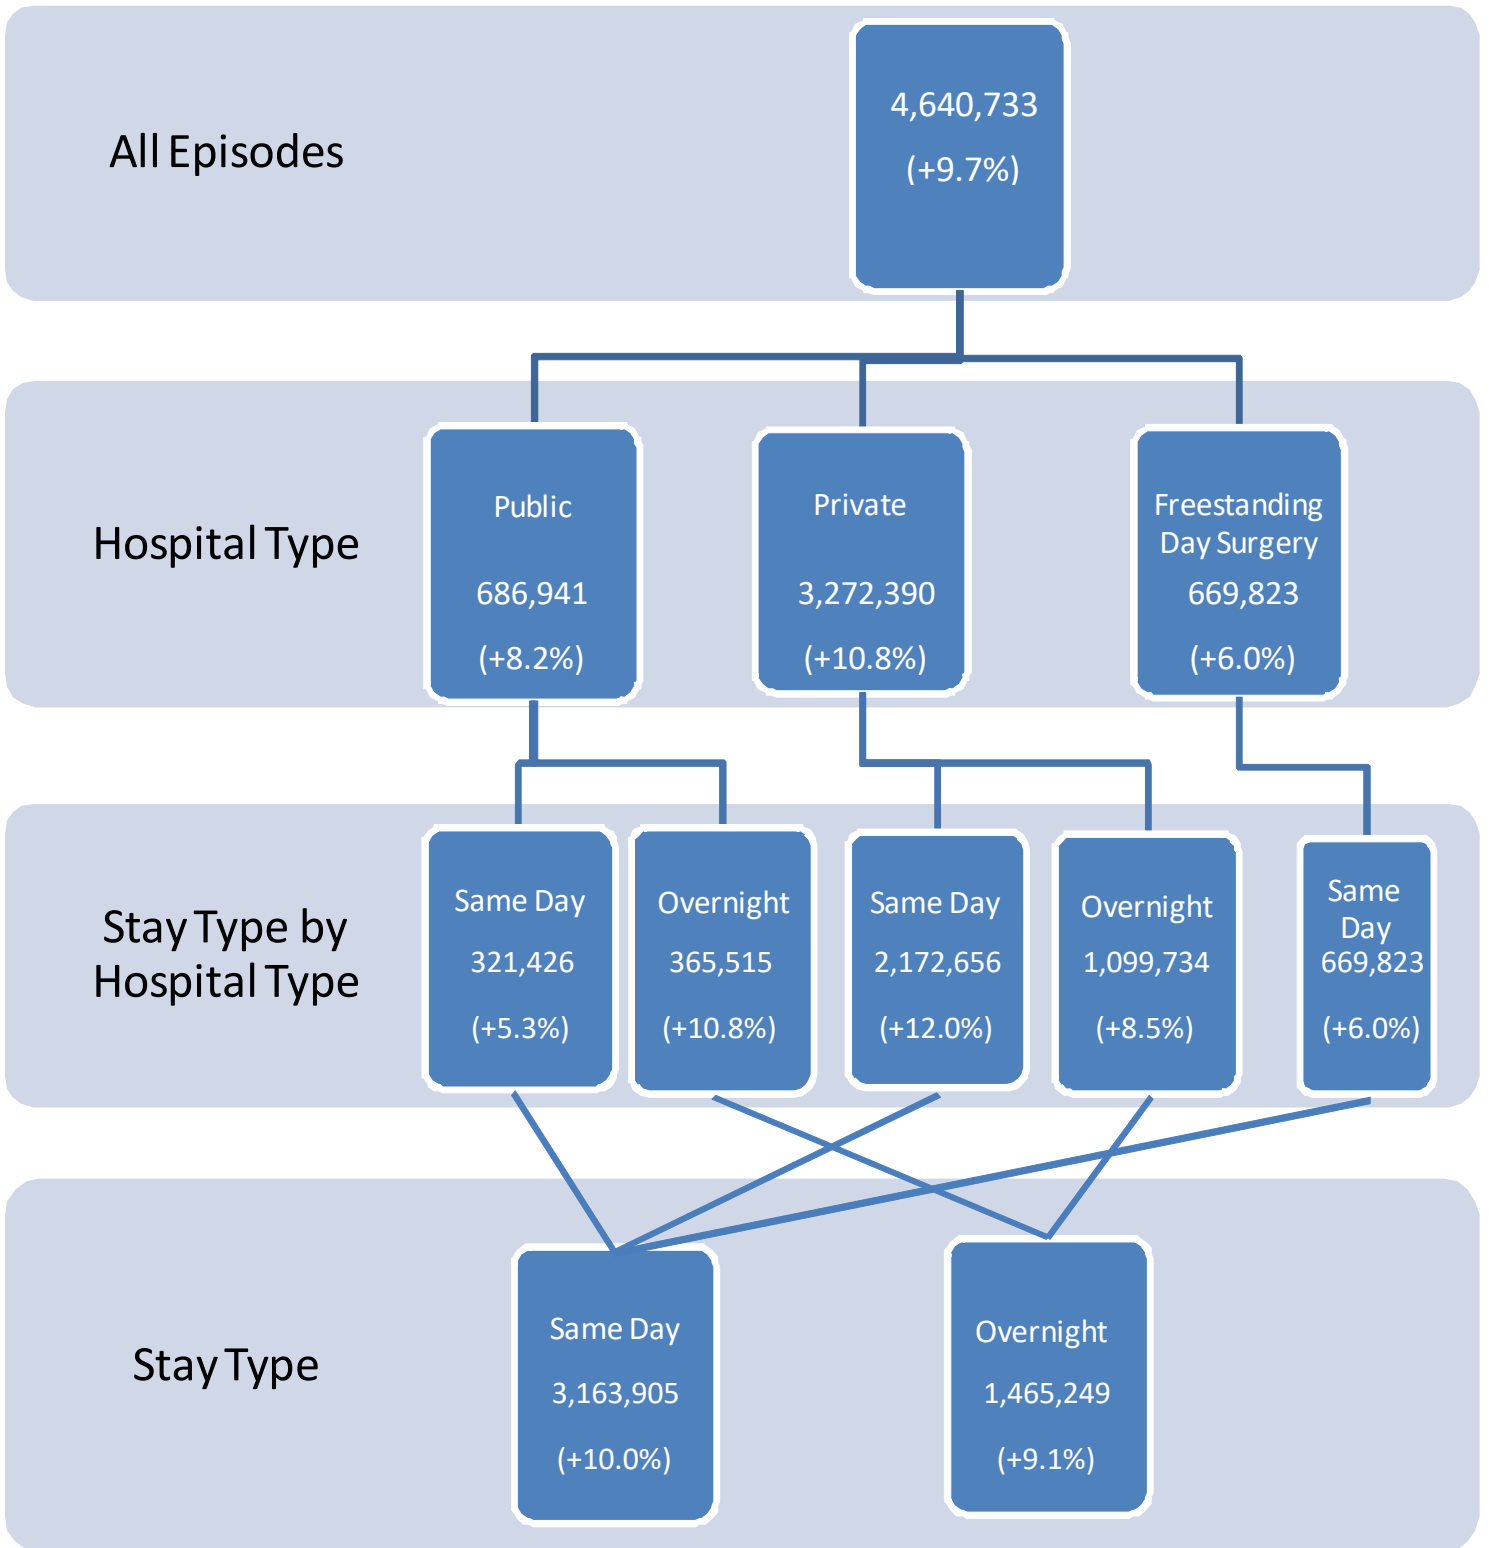 All Episodes
4,640,733
(+9.7%)
Hospital Type
Public
686,941
(+8.2%)
Private
3,272,390
(+10.8%)
Freestanding
Day Surgery
669,823
(+6.0%)
Stay Type by
Hospital Type
Same Day
321,426
(+5.3%)
Overnight
365,515
(+10.8%)
Same Day
2,172,656
(+12.0%)
Overnight
1,099,734
(+8.5%)
Same
Day
669,823
(+6.0%)
Stay Type
Same Day
3,163,905
(+10.0%)
Overnight
1,465,249
(+9.1%)